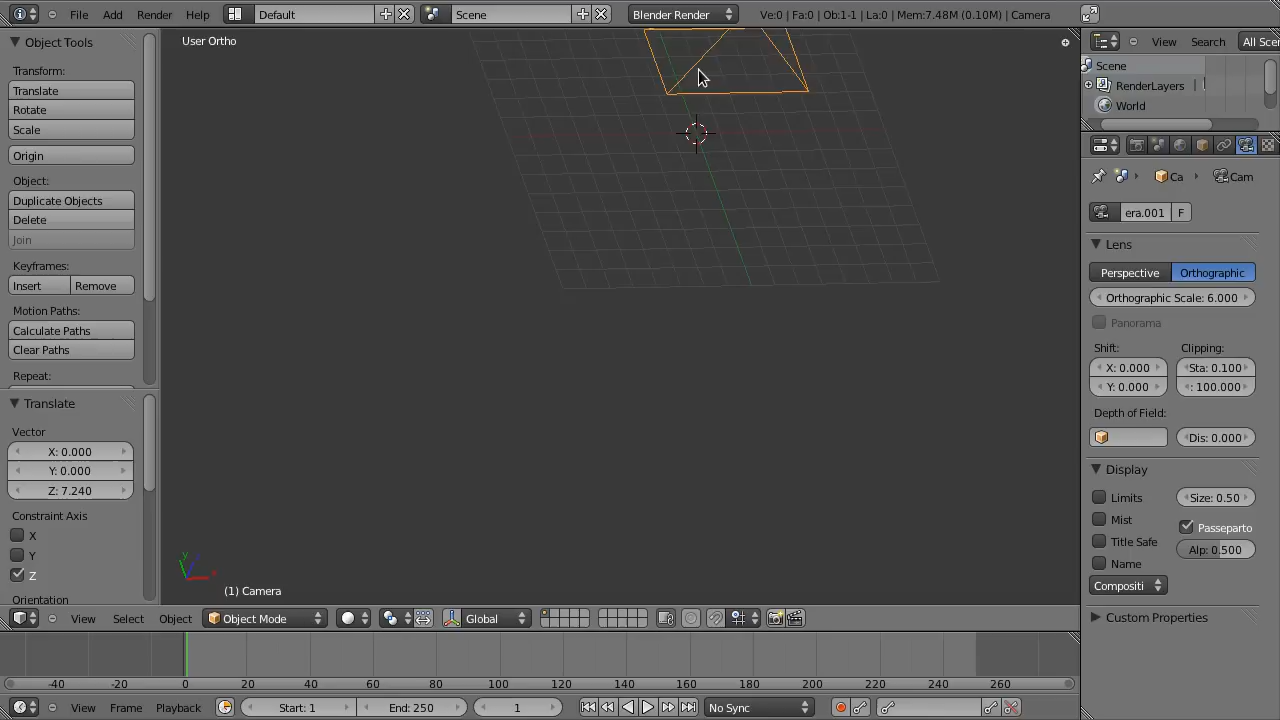 File Add Render Help Default Scene Blender Render Ve:0 | Fa:0 | Ob:1-1 | La:0 | Mem:7.48M (0.10M) | Camera
Object Tools
Transform:
Translate
Rotate
Scale
Origin
Object:
Duplicate Objects
Delete
Join
Keyframes:
Insert Remove
Motion Paths:
Calculate Paths
Clear Paths
Repeat:
Translate
Vector
X: 0.000
Y: 0.000
Z: 7.240
Constraint Axis
X
Y
Z
Orientation
User Ortho
y
x
(1) Camera
View Select Object Object Mode Global
-40 -20 0 20 40 60 80 100 120 140 160 180 200 220 240 260
View Frame Playback Start: 1 End: 250 1 No Sync
View Search All Scen
Scene
RenderLayers
World
Ca Cam
era.001 F
Lens
Perspective Orthographic
Orthographic Scale: 6.000
Panorama
Shift: Clipping:
X: 0.000 Sta: 0.100
Y: 0.000 : 100.000
Depth of Field:
Dis: 0.000
Display
Limits Size: 0.50
Mist Passeparto
Title Safe Alp: 0.500
Name
Compositi
Custom Properties